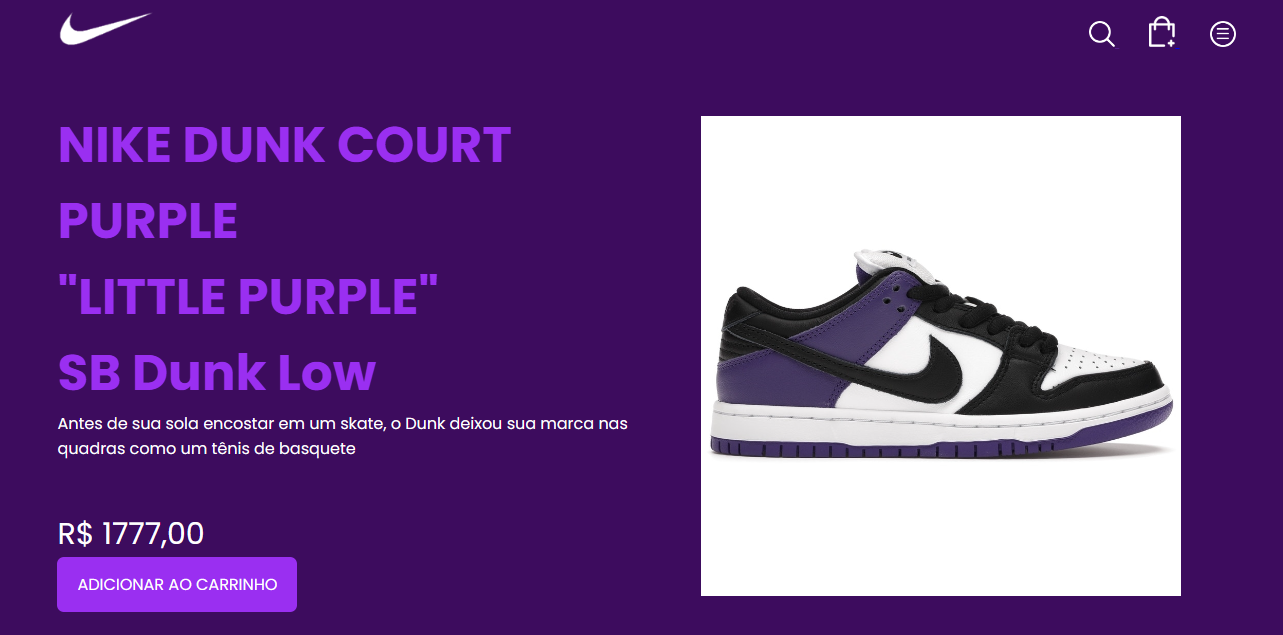 NIKE DUNK COURT
PURPLE
"LITTLE PURPLE"
SB Dunk Low
Antes de sua sola encostar em um skate, o Dunk deixou sua marca nas
quadras como um tênis de basquete
R$ 1777,00
ADICIONAR AO CARRINHO